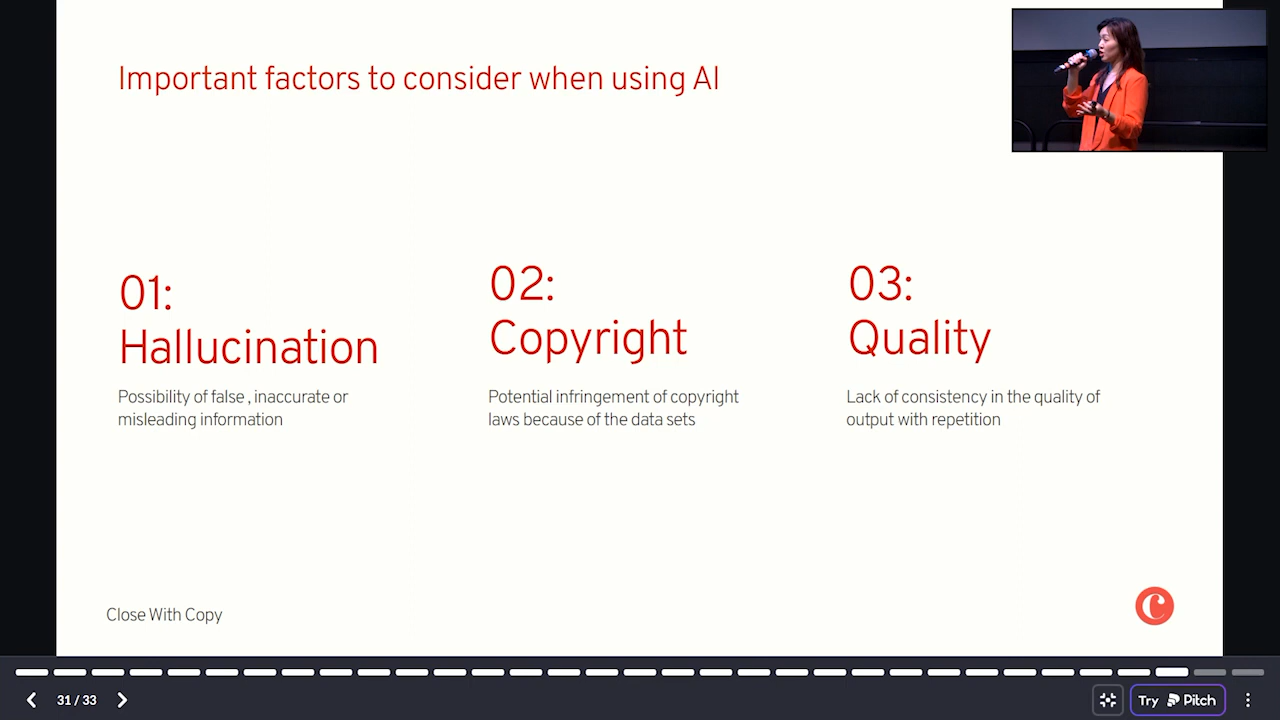 Important factors to consider when using AI
01:
Hallucination
Possibility of false , inaccurate or
misleading information
02:
Copyright
Potential infringement of copyright
laws because of the data sets
03:
Quality
Lack of consistency in the quality of
output with repetition
Close With Copy
C
31 / 33
Try Pitch